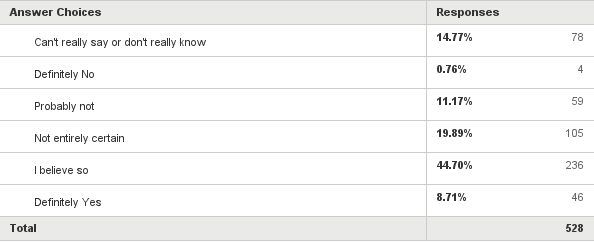 Answer Choices Responses
Can't really say or don't really know 14.77% 78
Definitely No 0.76% 4
Probably not 11.17% 59
Not entirely certain 19.89% 105
I believe so 44.70% 236
Definitely Yes 8.71% 46
Total 528